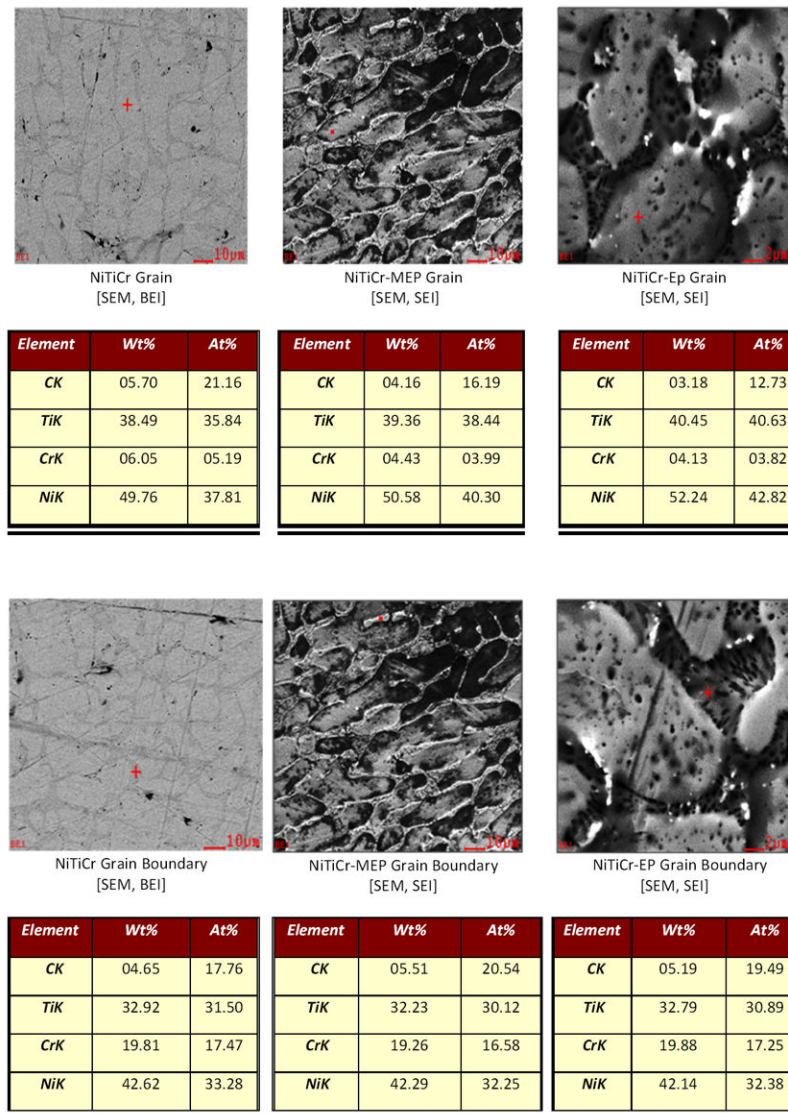 BEI 10μm
BEI 10μm
BEI 2μm
NiTiCr Grain
[SEM, BEI]
NiTiCr-MEP Grain
[SEM, SEI]
NiTiCr-Ep Grain
[SEM, SEI]
Element Wt% At%
CK 05.70 21.16
TiK 38.49 35.84
CrK 06.05 05.19
NiK 49.76 37.81
Element Wt% At%
CK 04.16 16.19
TiK 39.36 38.44
CrK 04.43 03.99
NiK 50.58 40.30
Element Wt% At%
CK 03.18 12.73
TiK 40.45 40.63
CrK 04.13 03.82
NiK 52.24 42.82
BEI 10μm
BEI 10μm
BEI 2μm
NiTiCr Grain Boundary
[SEM, BEI]
NiTiCr-MEP Grain Boundary
[SEM, SEI]
NiTiCr-EP Grain Boundary
[SEM, SEI]
Element Wt% At%
CK 04.65 17.76
TiK 32.92 31.50
CrK 19.81 17.47
NiK 42.62 33.28
Element Wt% At%
CK 05.51 20.54
TiK 32.23 30.12
CrK 19.26 16.58
NiK 42.29 32.25
Element Wt% At%
CK 05.19 19.49
TiK 32.79 30.89
CrK 19.88 17.25
NiK 42.14 32.38